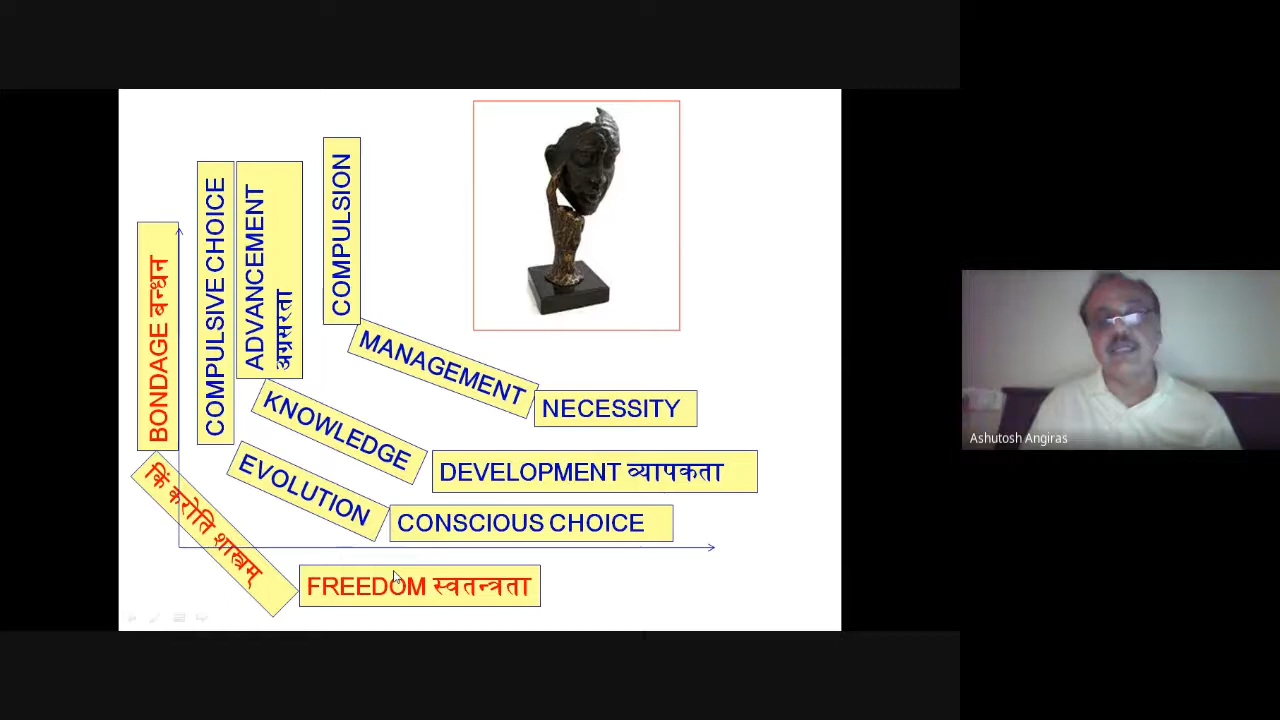 COMPULSION
COMPULSIVE CHOICE
ADVANCEMENT
अग्रसरता
BONDAGE बन्धन
MANAGEMENT
NECESSITY
KNOWLEDGE
DEVELOPMENT व्यापकता
EVOLUTION
CONSCIOUS CHOICE
किं करोति शास्त्रम्
FREEDOM स्वतन्त्रता
Ashutosh Angiras